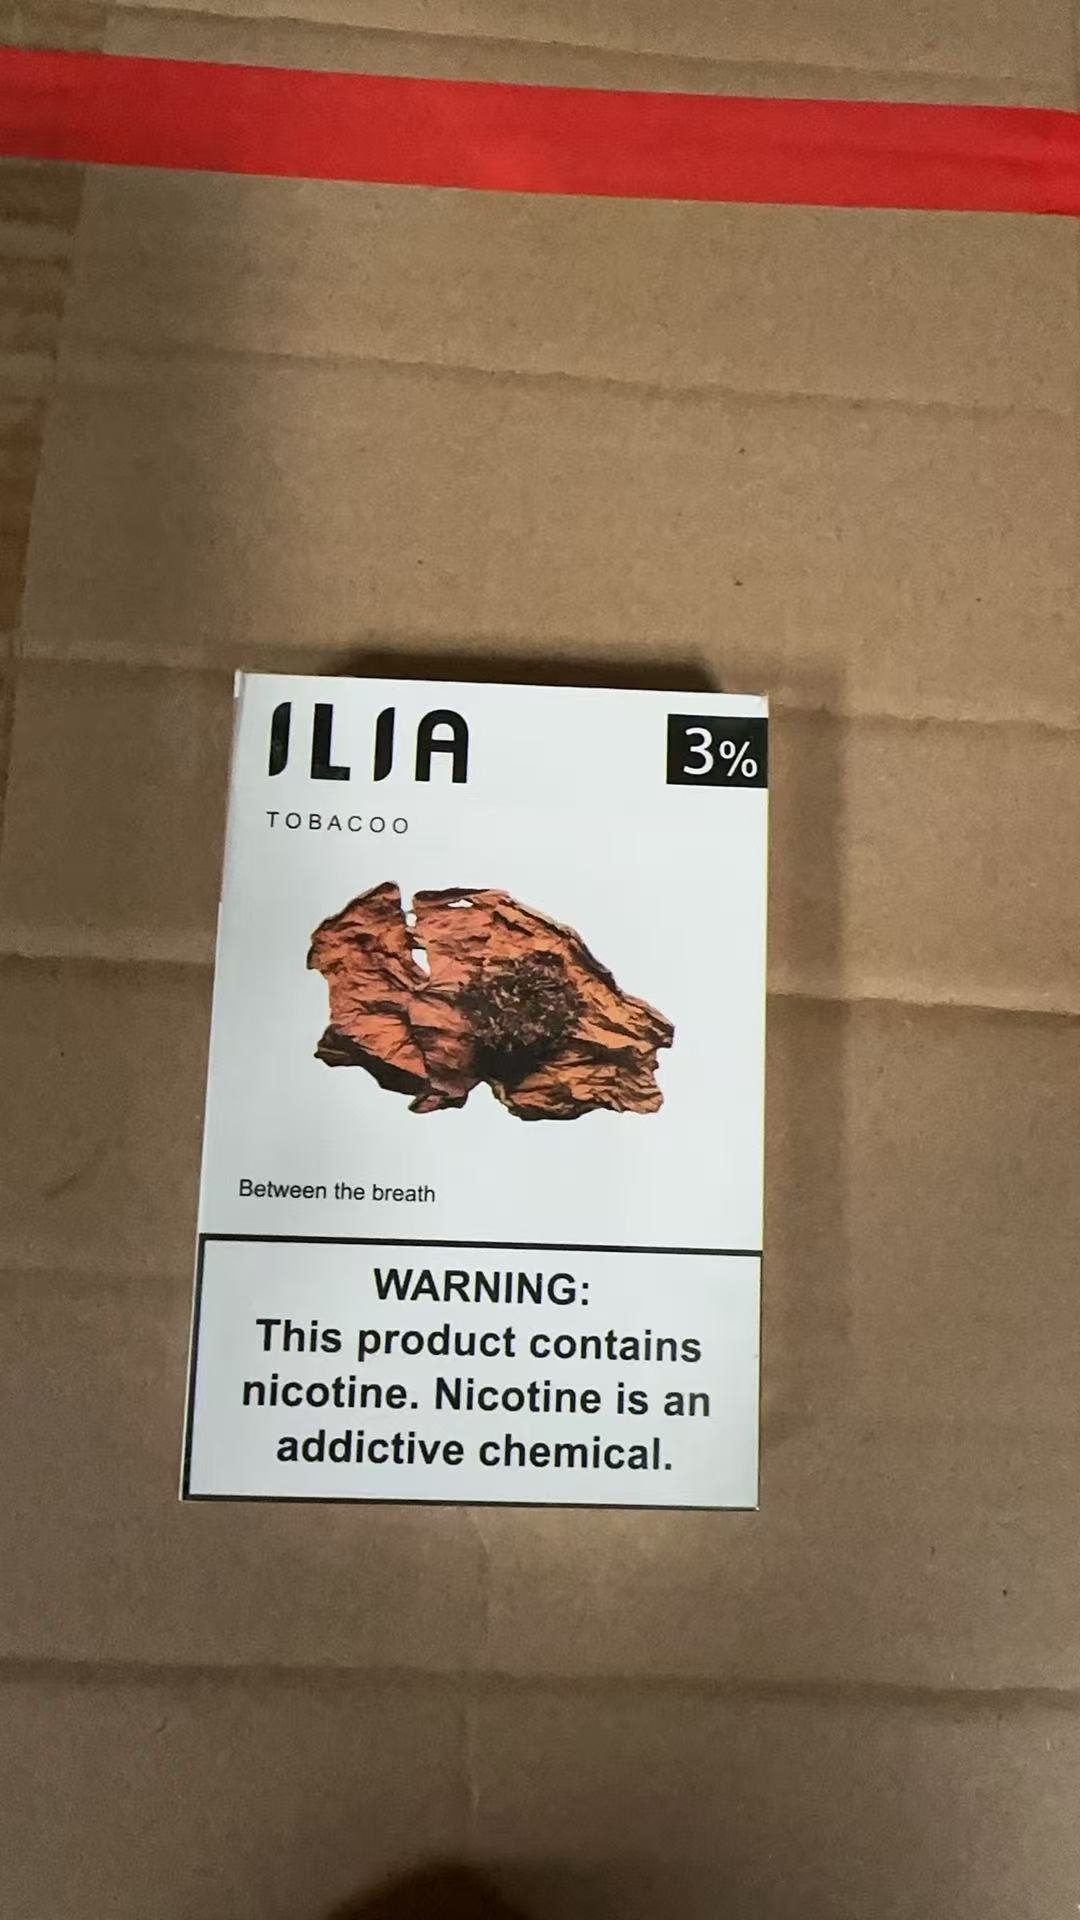 ILIA
3%
TOBACOO
Between the breath
WARNING:
This product contains
nicotine. Nicotine is an
addictive chemical.